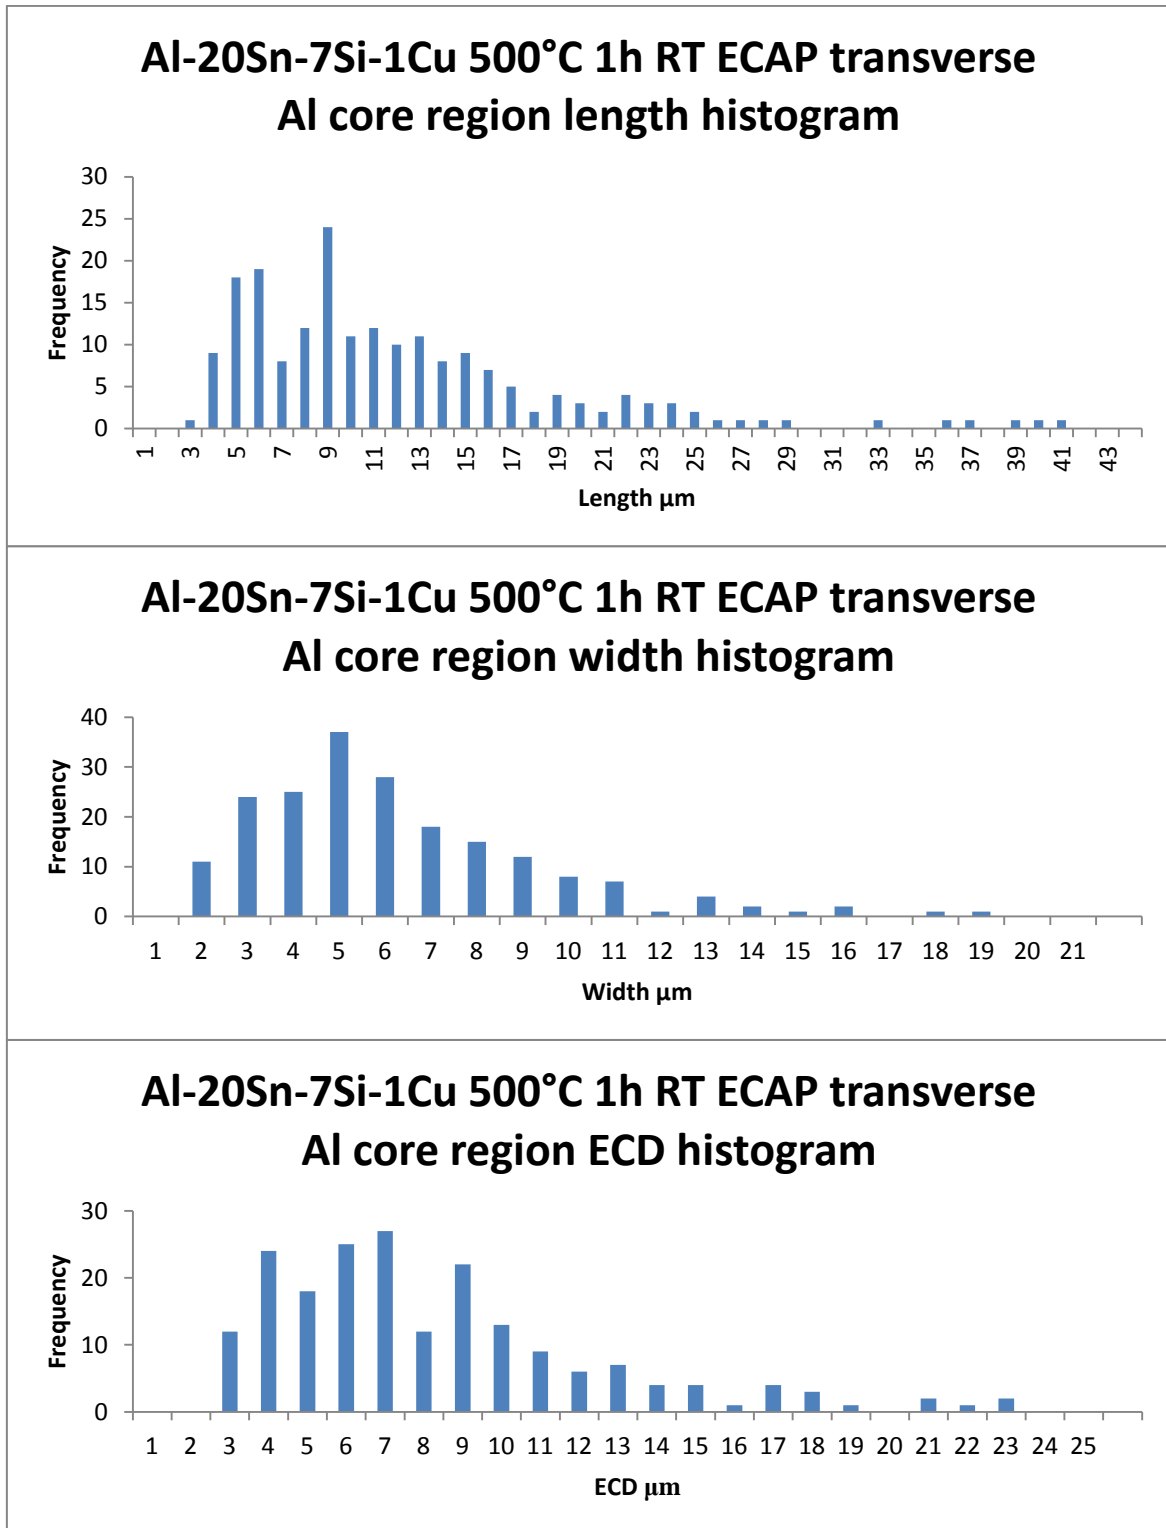 Al-20Sn-7Si-1Cu 500°C 1h RT ECAP transverse
Al core region length histogram
30
25
20
15
10
5
0
Frequency
1 3 5 7 9 11 13 15 17 19 21 23 25 27 29 31 33 35 37 39 41 43
Length µm
Al-20Sn-7Si-1Cu 500°C 1h RT ECAP transverse
Al core region width histogram
40
30
20
10
0
Frequency
1 2 3 4 5 6 7 8 9 10 11 12 13 14 15 16 17 18 19 20 21
Width µm
Al-20Sn-7Si-1Cu 500°C 1h RT ECAP transverse
Al core region ECD histogram
30
20
10
0
Frequency
1 2 3 4 5 6 7 8 9 10 11 12 13 14 15 16 17 18 19 20 21 22 23 24 25
ECD µm